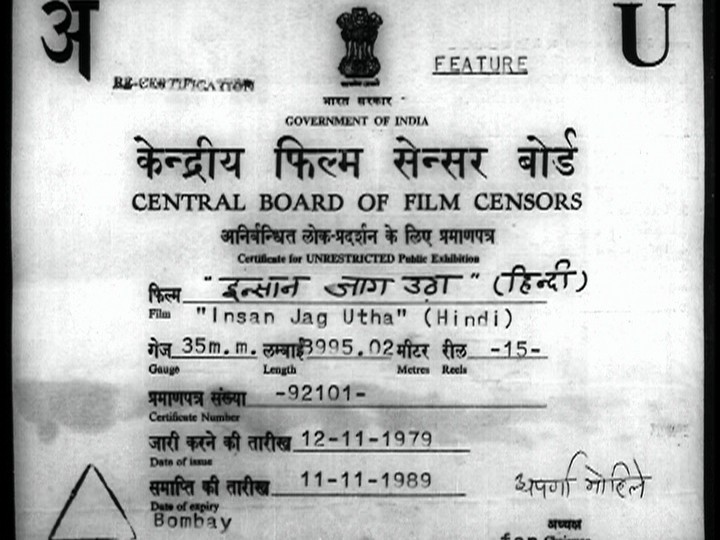 अ
U
RE-CERTIFICATION
FEATURE
भारत सरकार
GOVERNMENT OF INDIA
केन्द्रीय फिल्म सेन्सर बोर्ड
CENTRAL BOARD OF FILM CENSORS
अनिर्बन्धित लोक-प्रदर्शन के लिए प्रमाणपत्र
Certificate for UNRESTRICTED Public Exhibition
फिल्म "इन्सान जाग उठा" (हिन्दी)
Film "Insan Jag Utha" (Hindi)
गेज 35m.m. लम्बाई 3995.02 मीटर रील -15-
Gauge Length Metres Reels
प्रमाणपत्र संख्या -92101-
Certificate Number
जारी करने की तारीख 12-11-1979
Date of issue
समाप्ति की तारीख 11-11-1989
Date of expiry
Bombay
अपर्णा मोहिले
अध्यक्ष
for Chairman